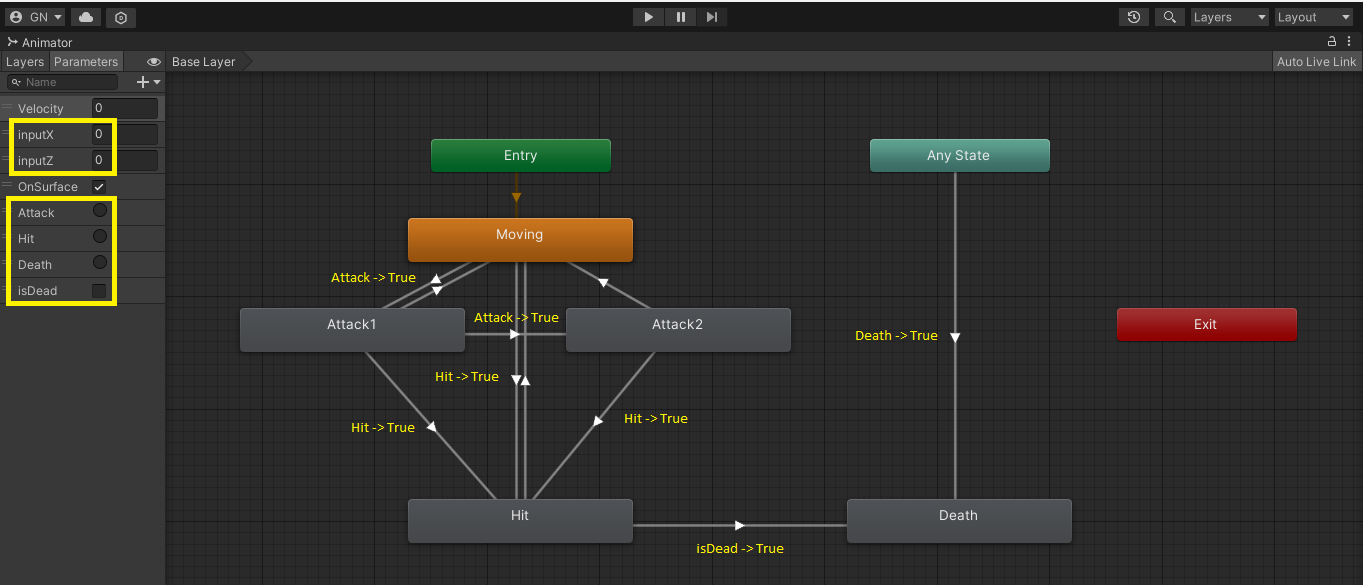 GN
Layers
Layout
Animator
Layers Parameters
Base Layer
Auto Live Link
Name
Velocity 0
inputX 0
inputZ 0
OnSurface
Attack
Hit
Death
isDead
Entry
Any State
Moving
Attack -> True
Attack -> True
Attack1
Attack2
Exit
Death -> True
Hit -> True
Hit -> True
Hit -> True
Hit
Death
isDead -> True